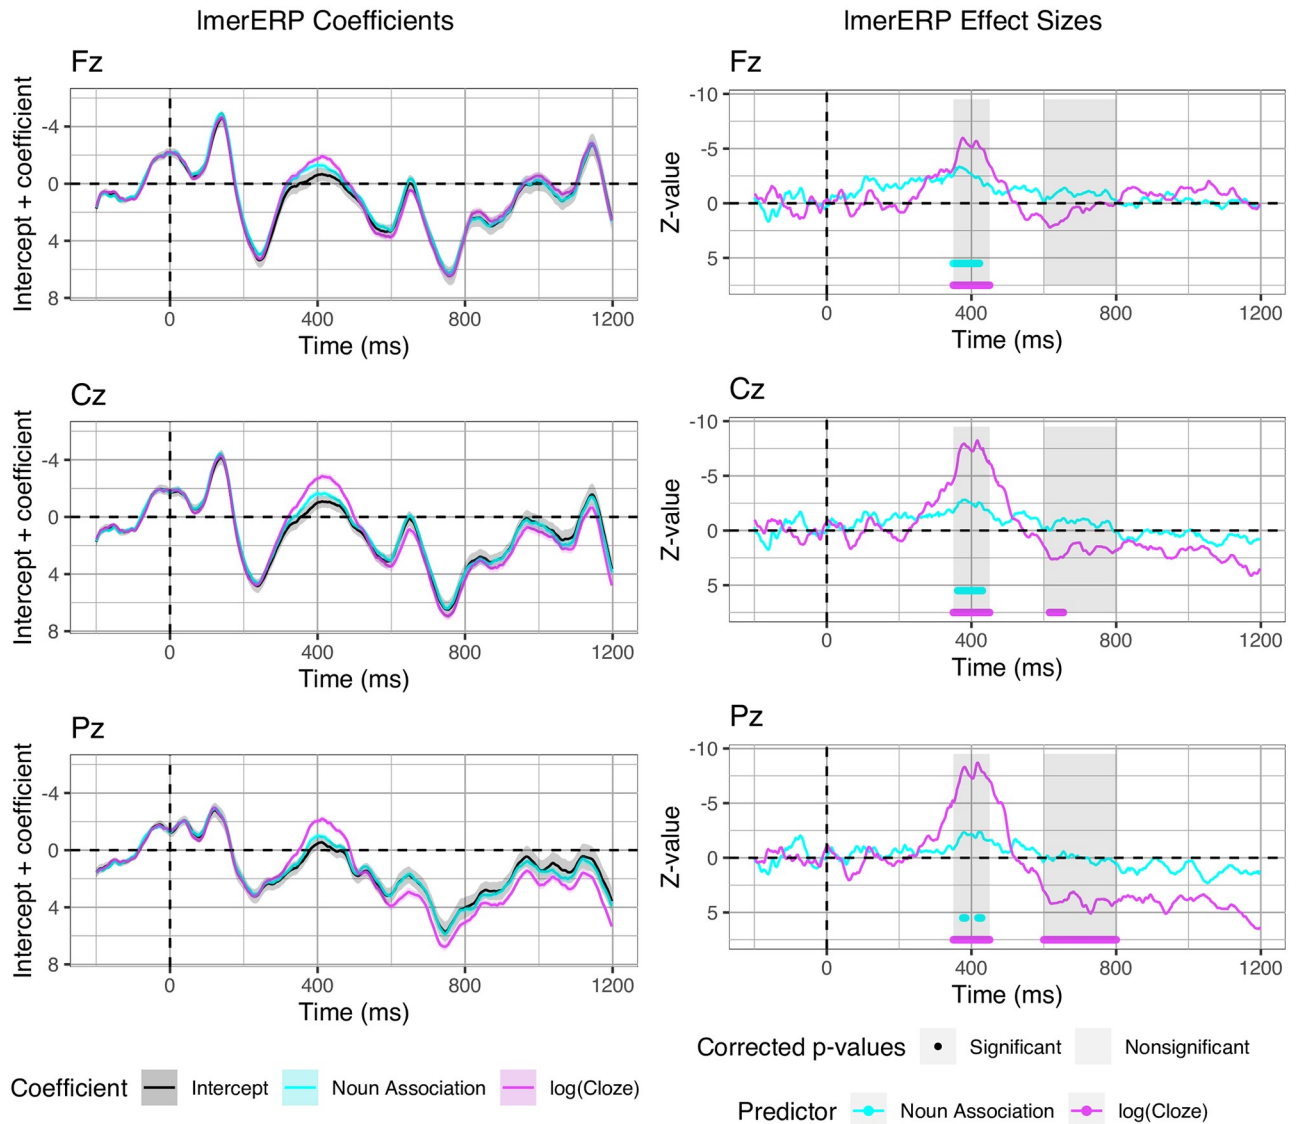 lmerERP Coefficients
Fz
Intercept + coefficient
-4
0
4
8
0 400 800 1200
Time (ms)
Cz
Intercept + coefficient
-4
0
4
8
0 400 800 1200
Time (ms)
Pz
Intercept + coefficient
-4
0
4
8
0 400 800 1200
Time (ms)
Coefficient Intercept Noun Association log(Cloze)
lmerERP Effect Sizes
Fz
Z-value
-10
-5
0
5
0 400 800 1200
Time (ms)
Cz
Z-value
-10
-5
0
5
0 400 800 1200
Time (ms)
Pz
Z-value
-10
-5
0
5
0 400 800 1200
Time (ms)
Corrected p-values Significant Nonsignificant
Predictor Noun Association log(Cloze)